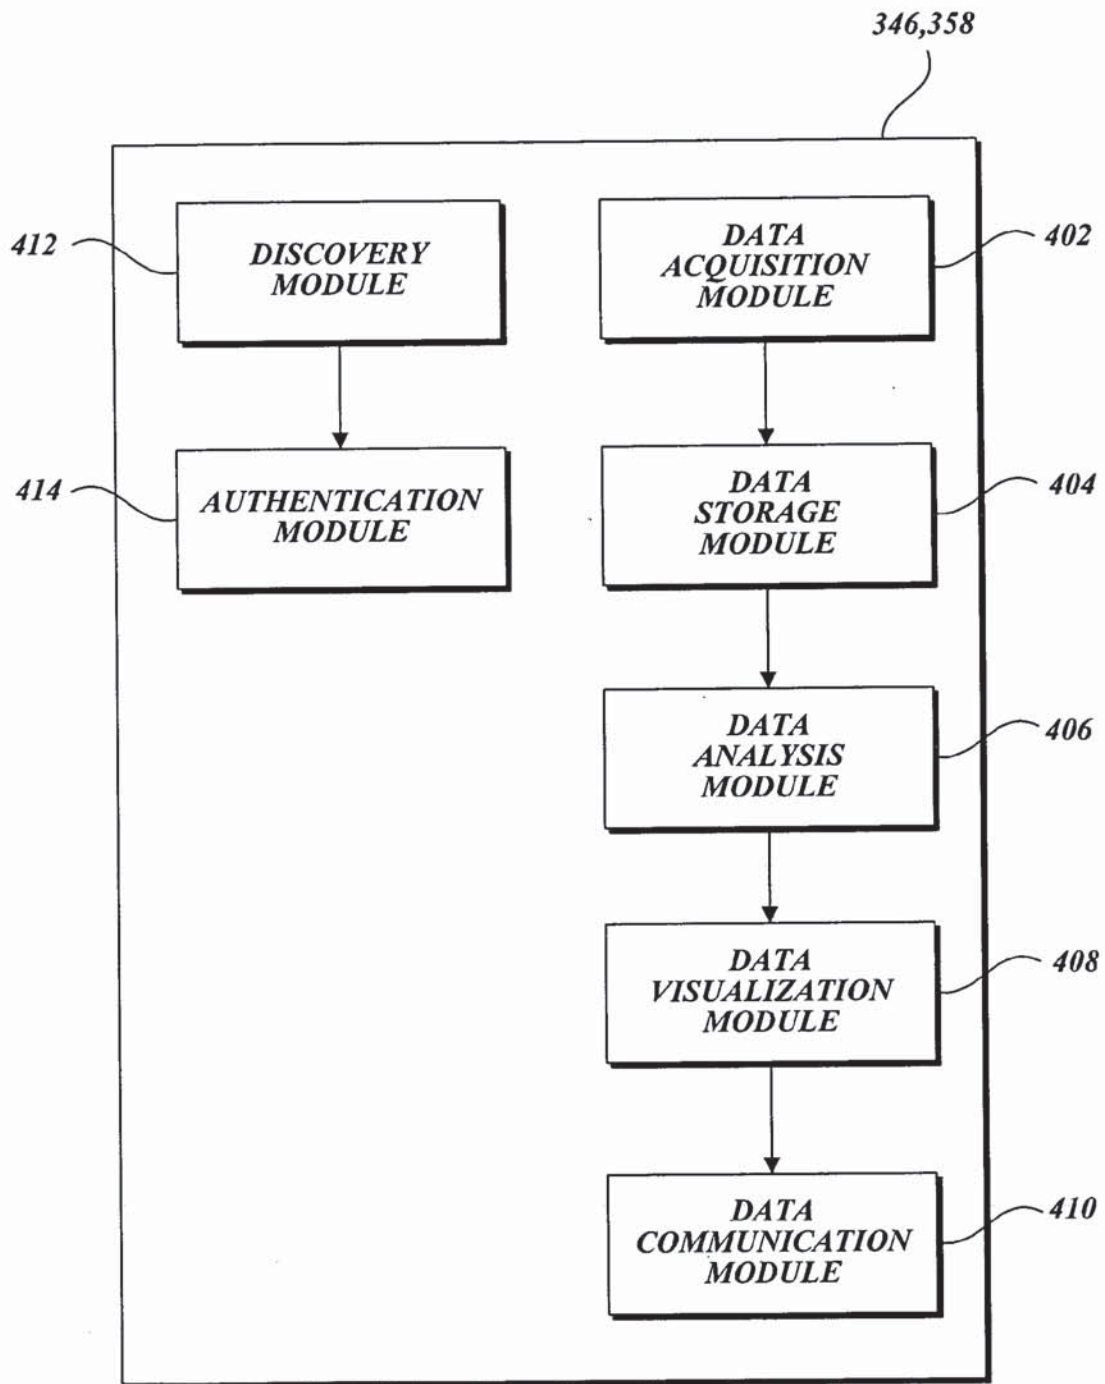 346,358
412
DISCOVERY
MODULE
DATA
ACQUISITION
MODULE
402
414
AUTHENTICATION
MODULE
DATA
STORAGE
MODULE
404
DATA
ANALYSIS
MODULE
406
DATA
VISUALIZATION
MODULE
408
DATA
COMMUNICATION
MODULE
410